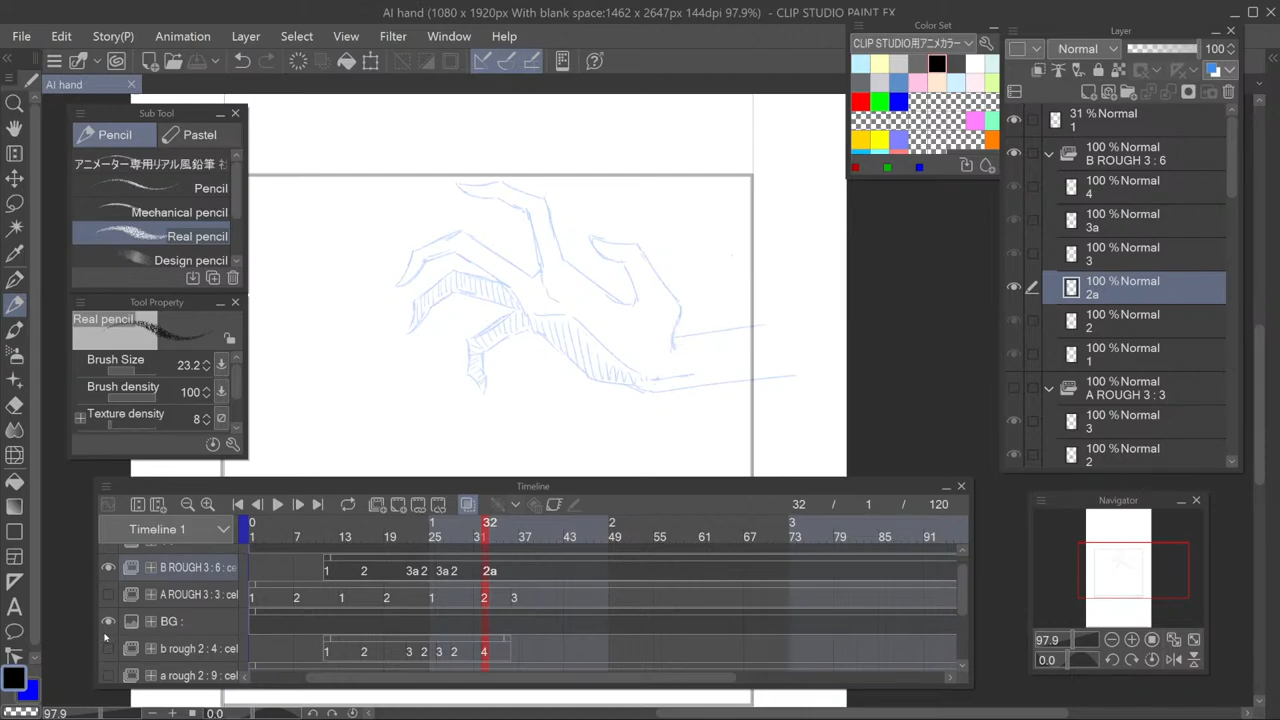 AI hand (1080 x 1920px With blank space:1462 x 2647px 144dpi 97.9%) - CLIP STUDIO PAINT EX
File Edit Story(P) Animation Layer Select View Filter Window Help
AI hand
Color Set
CLIP STUDIO用アニメカラー
Sub Tool
Pencil Pastel
アニメーター専用リアル風鉛筆
Pencil
Mechanical pencil
Real pencil
Design pencil
Tool Property
Real pencil
Brush Size 23.2
Brush density 100
Texture density 8
Layer
Normal 100
31 % Normal
1
100 % Normal
B ROUGH 3 : 6
100 % Normal
4
100 % Normal
3a
100 % Normal
3
100 % Normal
2a
100 % Normal
2
100 % Normal
1
100 % Normal
A ROUGH 3 : 3
100 % Normal
3
100 % Normal
2
Timeline
32 / 1 / 120
Timeline 1
0 1 32 2 3
1 7 13 19 25 31 37 43 49 55 61 67 73 79 85 91
B ROUGH 3 : 6 : ce 1 2 3a 2 3a 2 2a
A ROUGH 3 : 3 : cel 1 2 1 2 1 2 3
BG :
b rough 2 : 4 : cel 1 2 3 2 3 2 4
a rough 2 : 9 : cel
Navigator
97.9
0.0
97.9 0.0